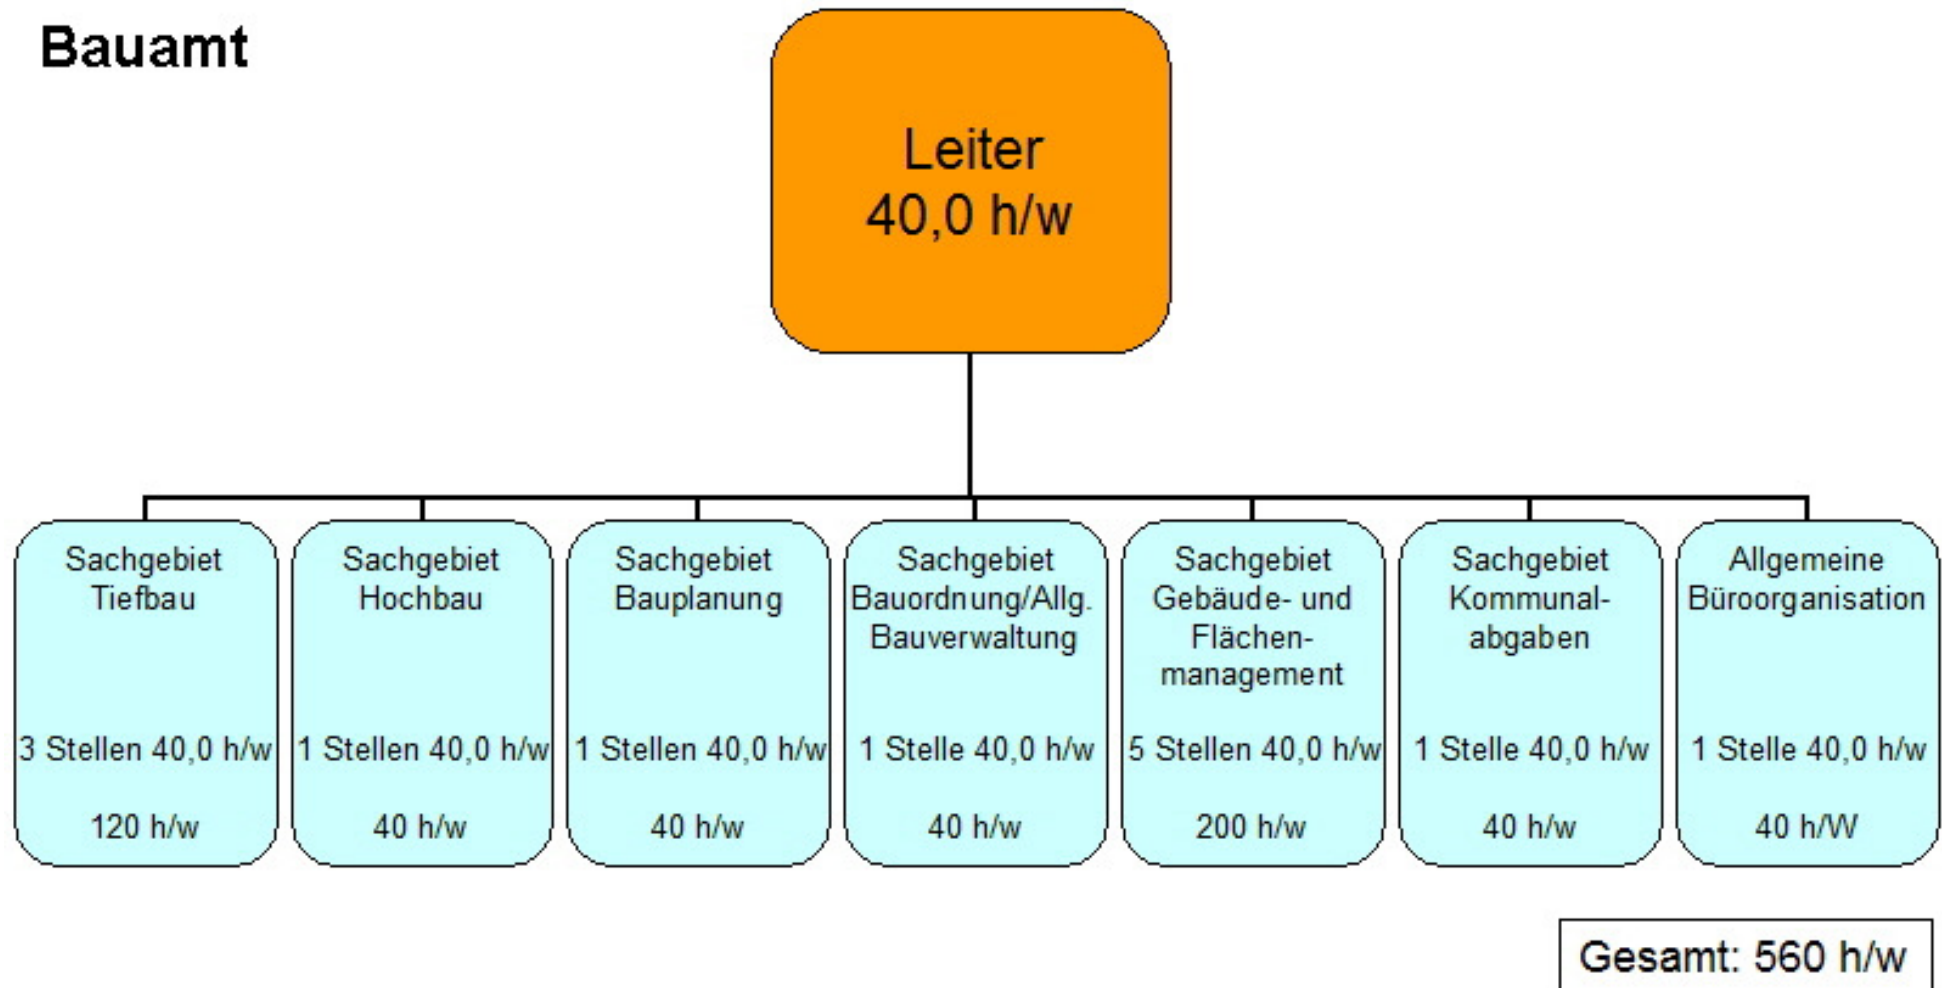 Bauamt
Leiter
40,0 h/w
Sachgebiet
Tiefbau
3 Stellen 40,0 h/w
120 h/w
Sachgebiet
Hochbau
1 Stellen 40,0 h/w
40 h/w
Sachgebiet
Bauplanung
1 Stellen 40,0 h/w
40 h/w
Sachgebiet
Bauordnung/Allg.
Bauverwaltung
1 Stelle 40,0 h/w
40 h/w
Sachgebiet
Gebäude- und
Flächen-
management
5 Stellen 40,0 h/w
200 h/w
Sachgebiet
Kommunal-
abgaben
1 Stelle 40,0 h/w
40 h/w
Allgemeine
Büroorganisation
1 Stelle 40,0 h/w
40 h/W
Gesamt: 560 h/w